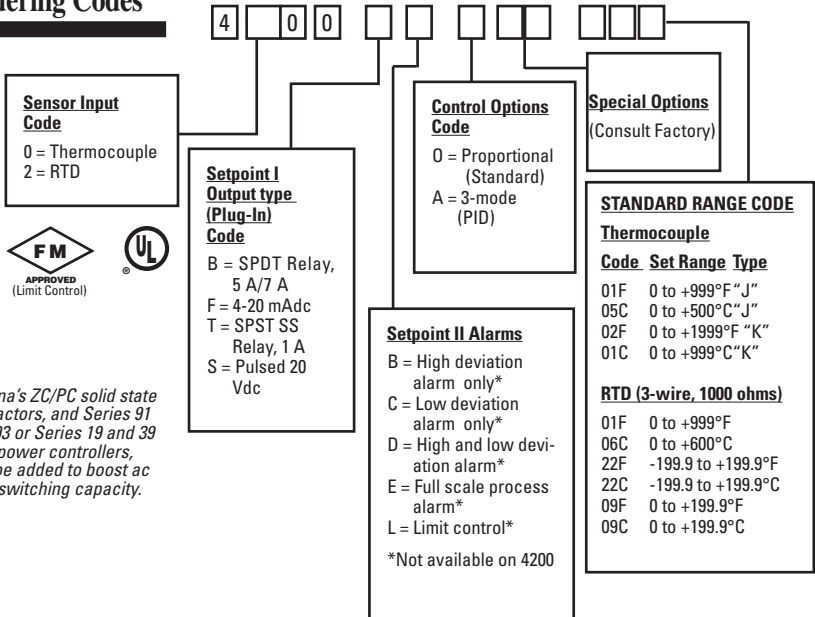 dering Codes
4 0 0
Sensor Input
Code
0 = Thermocouple
2 = RTD
FM
APPROVED
(Limit Control)
UL
®
na's ZC/PC solid state
actors, and Series 91
93 or Series 19 and 39
power controllers,
be added to boost ac
switching capacity.
Setpoint I
Output type
(Plug-In)
Code
B = SPDT Relay,
5 A/7 A
F = 4-20 mAdc
T = SPST SS
Relay, 1 A
S = Pulsed 20
Vdc
Setpoint II Alarms
B = High deviation
alarm only*
C = Low deviation
alarm only*
D = High and low devi-
ation alarm*
E = Full scale process
alarm*
L = Limit control*
*Not available on 4200
Control Options
Code
O = Proportional
(Standard)
A = 3-mode
(PID)
Special Options
(Consult Factory)
STANDARD RANGE CODE
Thermocouple
Code Set Range Type
01F 0 to +999°F "J"
05C 0 to +500°C "J"
02F 0 to +1999°F "K"
01C 0 to +999°C "K"
RTD (3-wire, 1000 ohms)
01F 0 to +999°F
06C 0 to +600°C
22F -199.9 to +199.9°F
22C -199.9 to +199.9°C
09F 0 to +199.9°F
09C 0 to +199.9°C